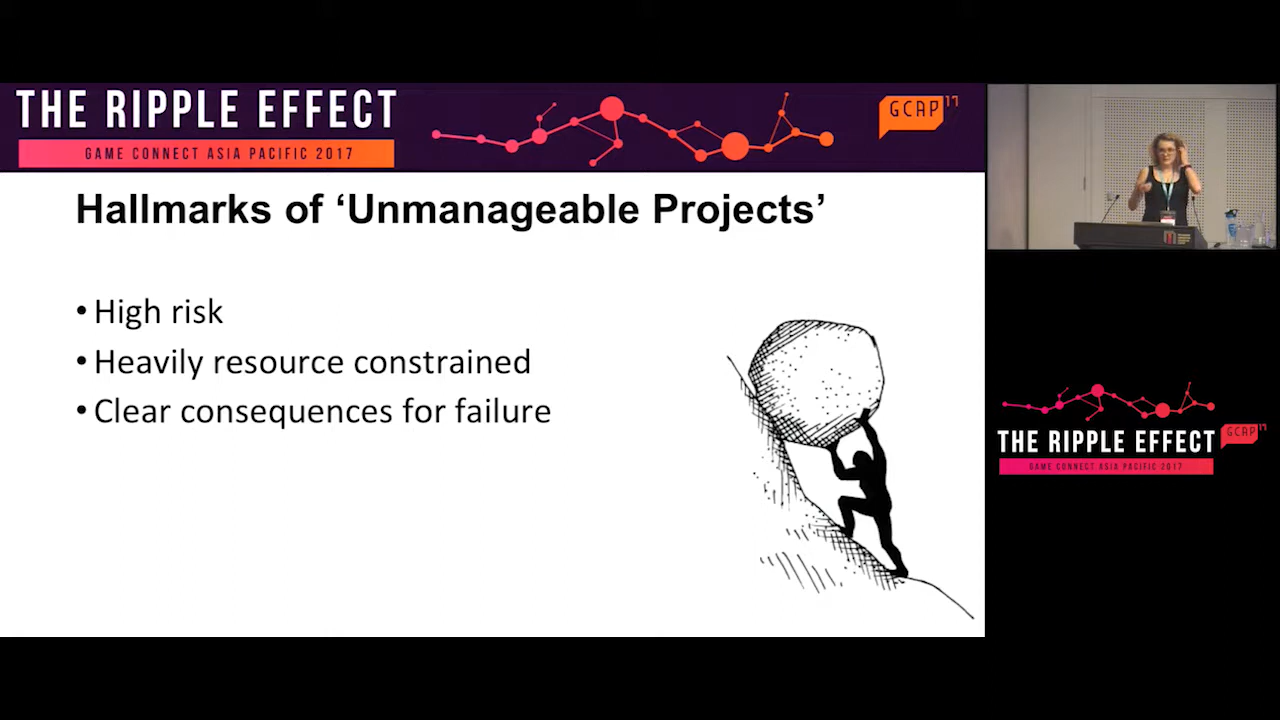 THE RIPPLE EFFECT
GAME CONNECT ASIA PACIFIC 2017
GCAP 17
Hallmarks of ‘Unmanageable Projects’
• High risk
• Heavily resource constrained
• Clear consequences for failure
THE RIPPLE EFFECT
GCAP 17
GAME CONNECT ASIA PACIFIC 2017